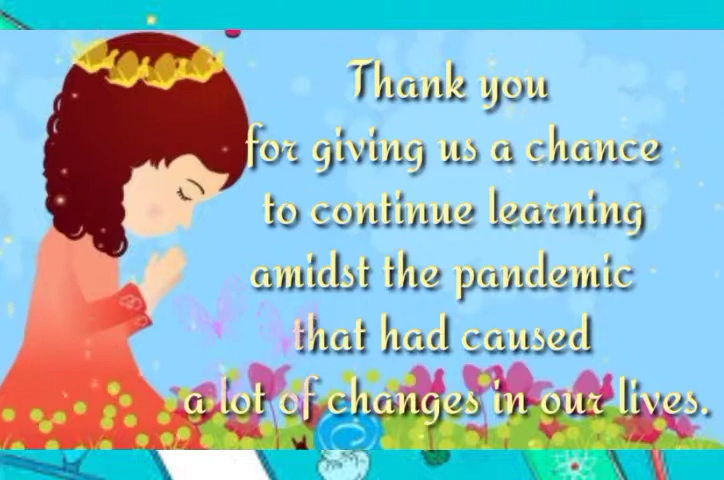 Thank you
for giving us a chance
to continue learning
amidst the pandemic
that had caused
a lot of changes in our lives.